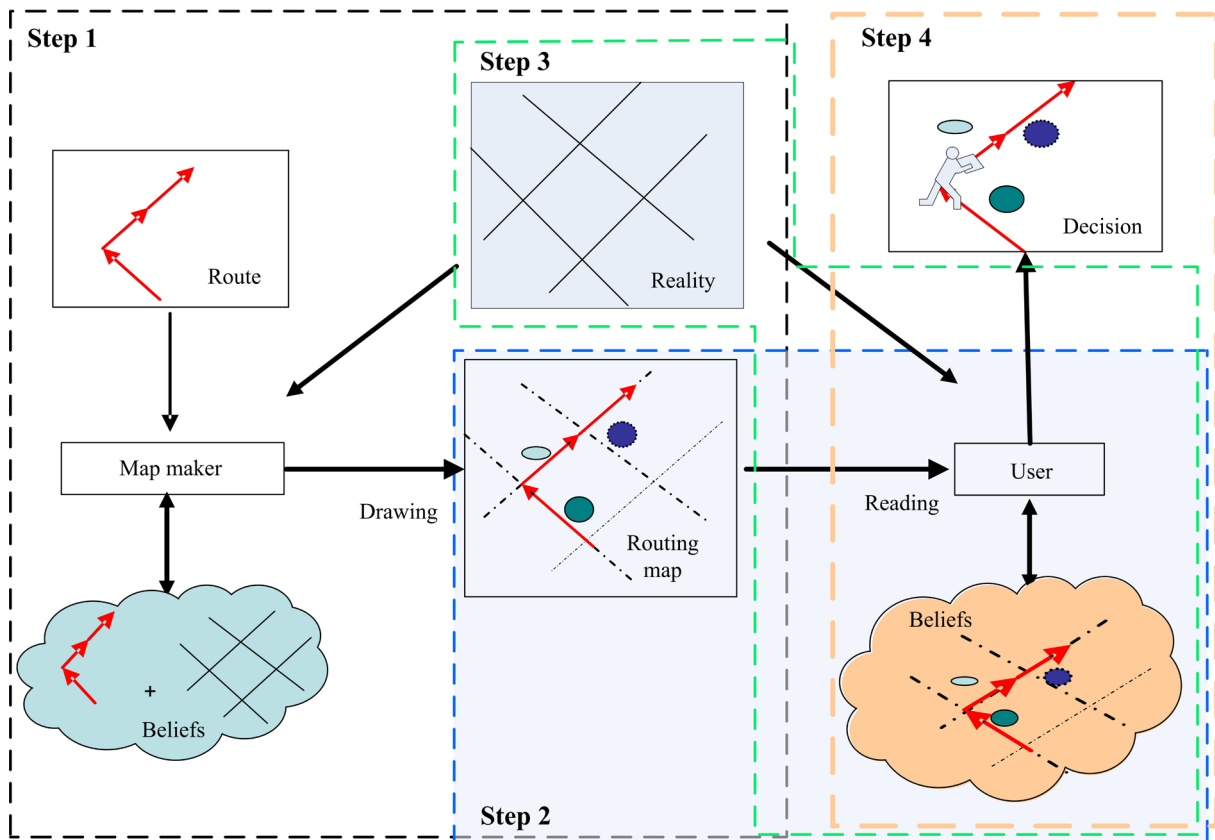 Step 1
Step 3
Step 4
Route
Reality
Decision
Map maker
Drawing
Routing
map
Reading
User
Beliefs
Beliefs
+
Step 2